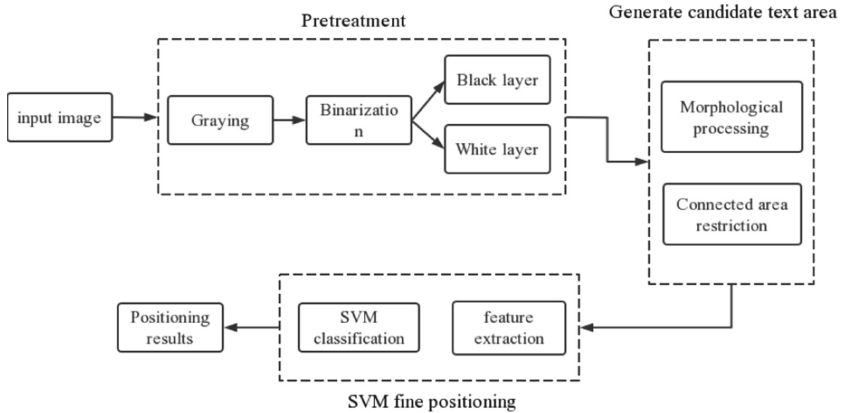 Pretreatment
Generate candidate text area
input image
Graying
Binarizatio
n
Black layer
White layer
Morphological
processing
Connected area
restriction
Positioning
results
SVM
classification
feature
extraction
SVM fine positioning